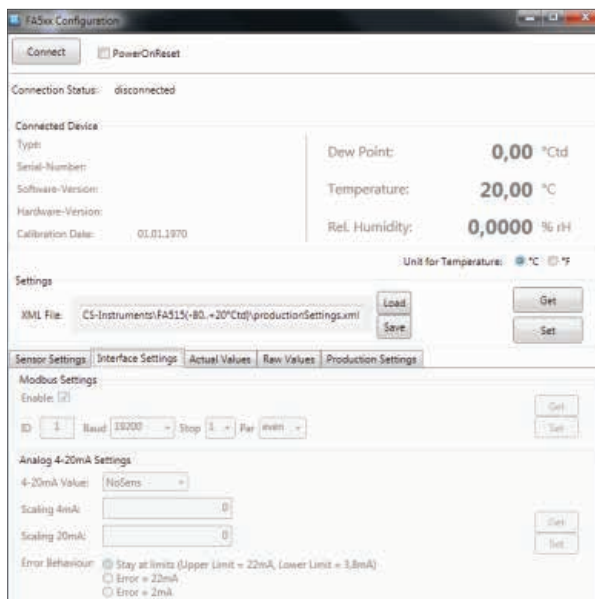 FA5xx Configuration
Connect PowerOnReset
Connection Status: disconnected
Connected Device
Type:
Serial-Number:
Software-Version:
Hardware-Version:
Calibration Date: 01.01.1970
Dew Point: 0,00 °Ctd
Temperature: 20,00 °C
Rel. Humidity: 0,0000 % rH
Unit for Temperature: °C °F
Settings
XML File: CS-Instruments\FA515(-80..+20°Ctd)\productionSettings.xml
Load
Save
Get
Set
Sensor Settings Interface Settings Actual Values Raw Values Production Settings
Modbus Settings
Enable:
ID 1 Baud 19200 Stop 1 Par even
Get
Set
Analog 4-20mA Settings
4-20mA Value: NoSens
Scaling 4mA: 0
Scaling 20mA: 0
Get
Set
Error Behaviour: Stay at limits (Upper Limit = 22mA, Lower Limit = 3,8mA)
Error = 22mA
Error = 2mA